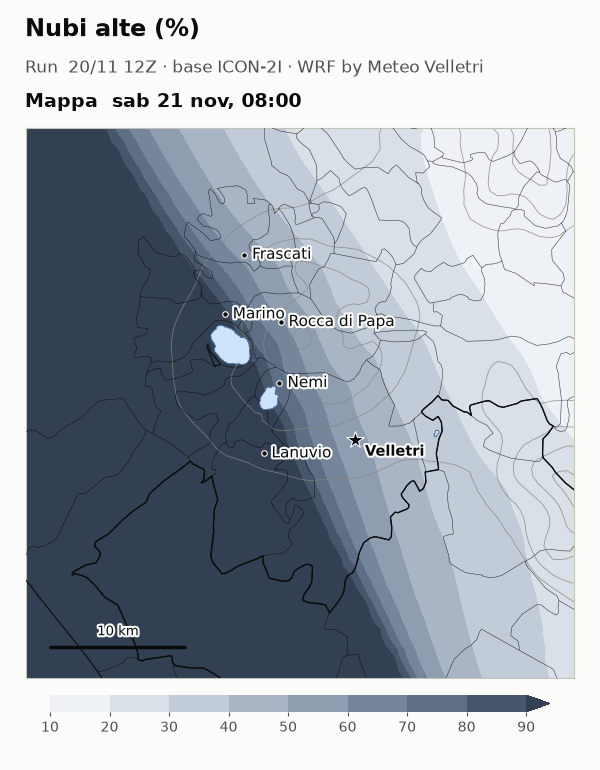 Nubi alte (%)
Run  20/11 12Z · base ICON-2I · WRF by Meteo Velletri
Mappa  sab 21 nov, 08:00
Frascati
Marino
Rocca di Papa
Nemi
Velletri
Lanuvio
10 km
10 20 30 40 50 60 70 80 90